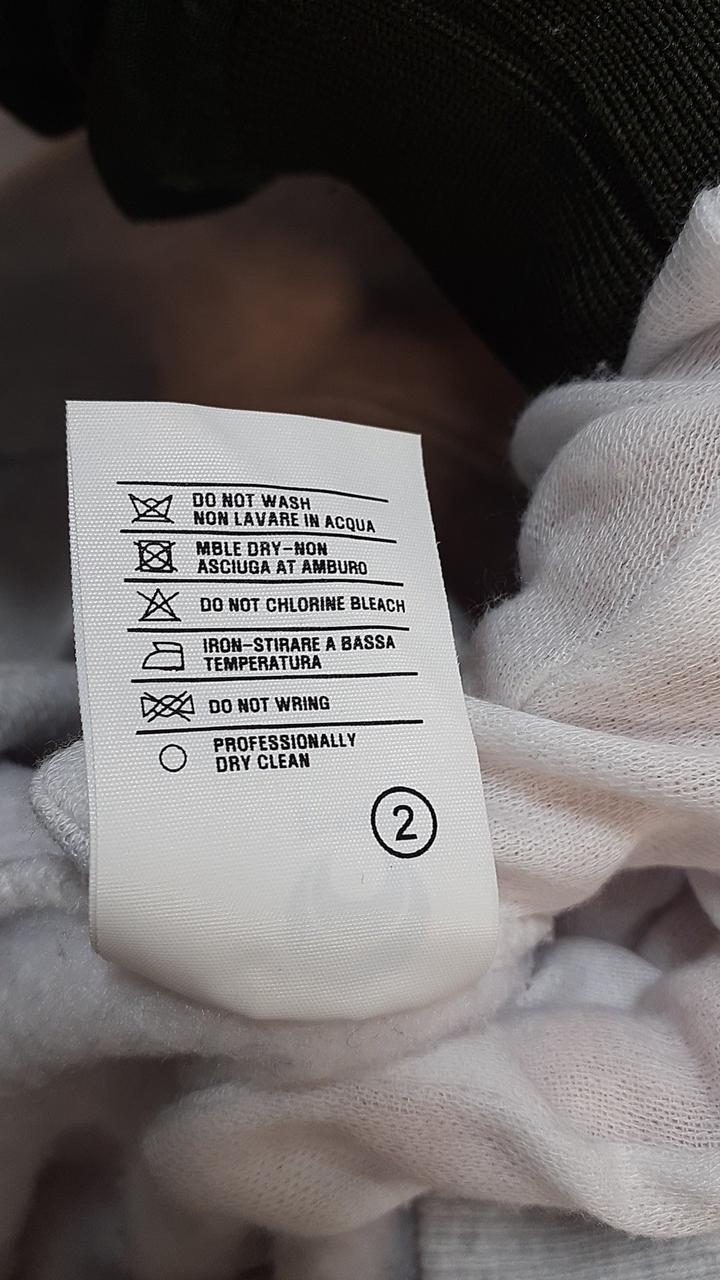 DO NOT WASH
NON LAVARE IN ACQUA
MBLE DRY-NON
ASCIUGA AT AMBURO
DO NOT CHLORINE BLEACH
IRON-STIRARE A BASSA
TEMPERATURA
DO NOT WRING
PROFESSIONALLY
DRY CLEAN
2